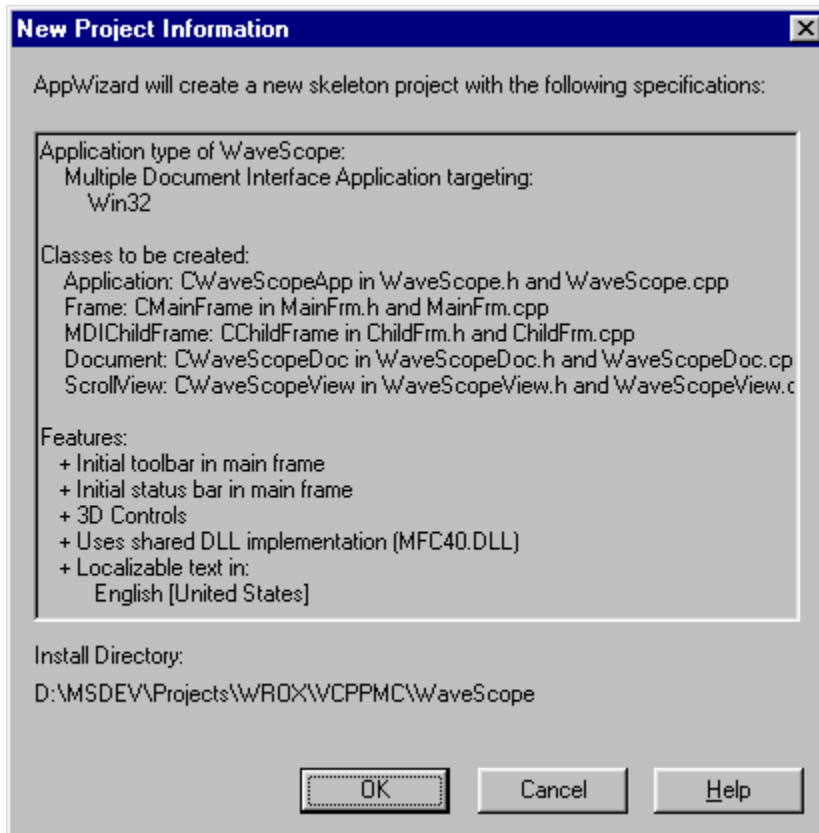 New Project Information
AppWizard will create a new skeleton project with the following specifications:
Application type of WaveScope:
Multiple Document Interface Application targeting:
Win32
Classes to be created:
Application: CWaveScopeApp in WaveScope.h and WaveScope.cpp
Frame: CMainFrame in MainFrm.h and MainFrm.cpp
MDIChildFrame: CChildFrame in ChildFrm.h and ChildFrm.cpp
Document: CWaveScopeDoc in WaveScopeDoc.h and WaveScopeDoc.cp
ScrollView: CWaveScopeView in WaveScopeView.h and WaveScopeView.c
Features:
+ Initial toolbar in main frame
+ Initial status bar in main frame
+ 3D Controls
+ Uses shared DLL implementation (MFC40.DLL)
+ Localizable text in:
English [United States]
Install Directory:
D:\MSDEV\Projects\WROX\VCPPMC\WaveScope
OK Cancel Help